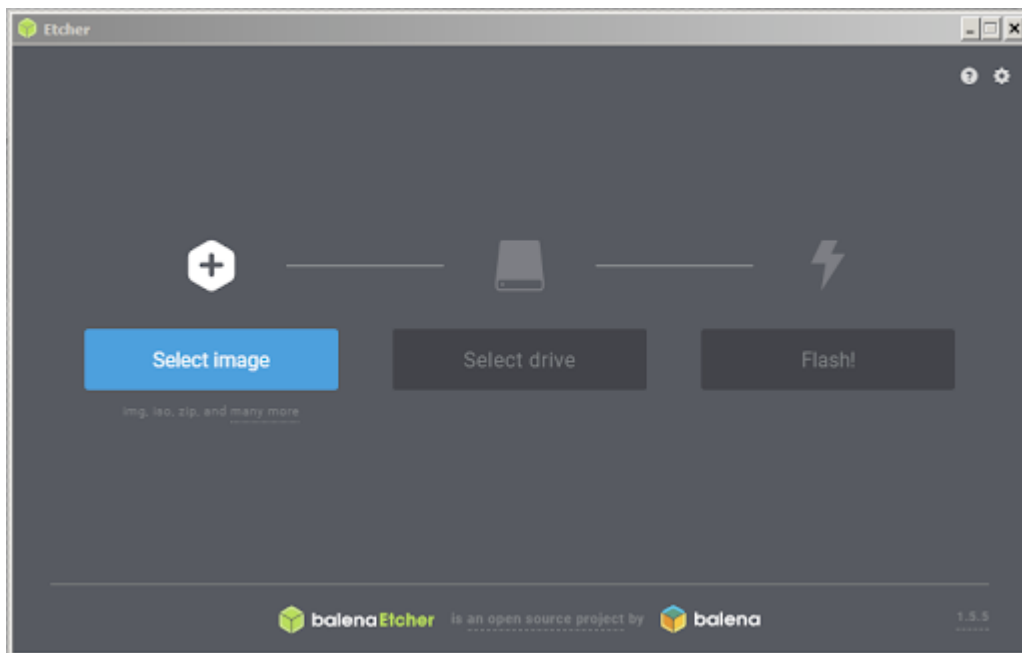 Etcher
Select image
Select drive
Flash!
img, iso, zip, and many more
balenaEtcher is an open source project by balena
1.5.5